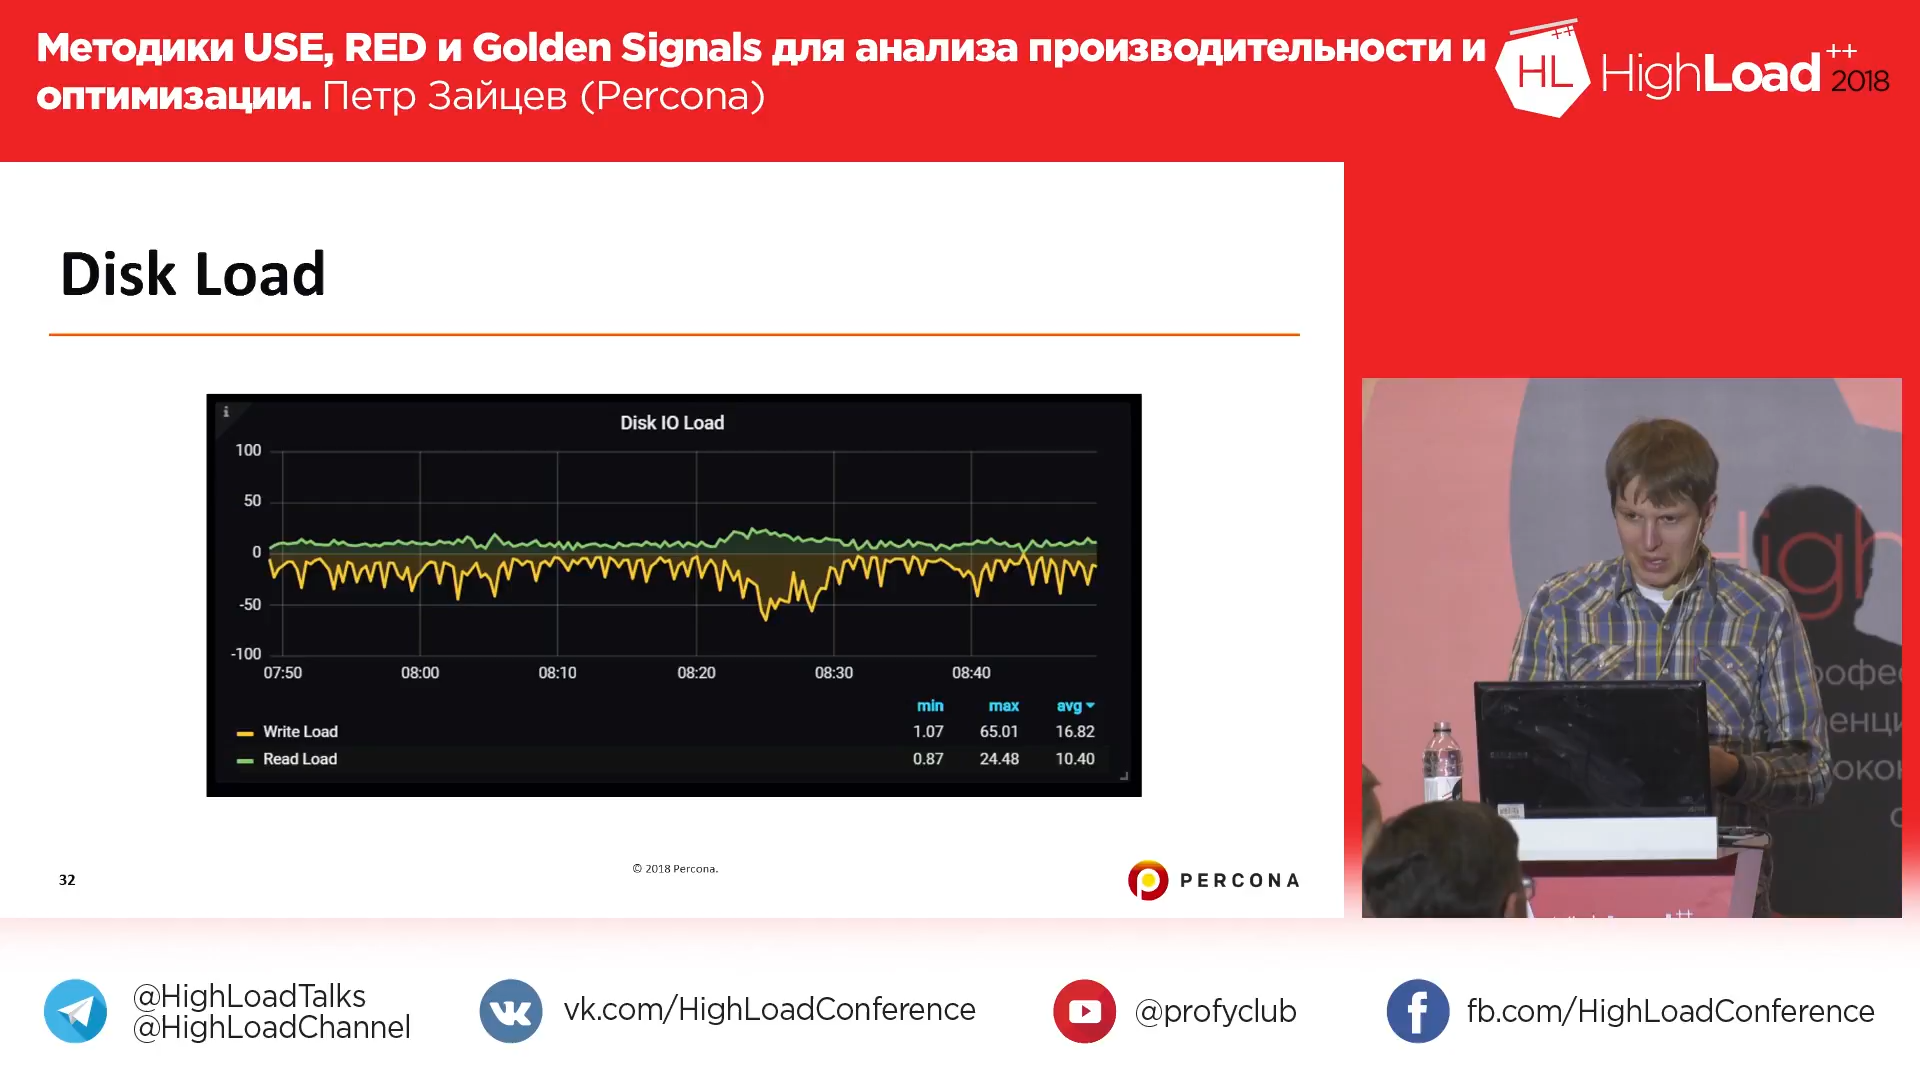 Методики USE, RED и Golden Signals для анализа производительности и
оптимизации. Петр Зайцев (Percona)
++
HL
HighLoad++
2018
Disk Load
i
Disk IO Load
100
50
0
-50
-100
07:50 08:00 08:10 08:20 08:30 08:40
min max avg
Write Load 1.07 65.01 16.82
Read Load 0.87 24.48 10.40
High
© 2018 Percona.
32
PERCONA
@HighLoadTalks
@HighLoadChannel
vk.com/HighLoadConference
@profyclub
fb.com/HighLoadConference